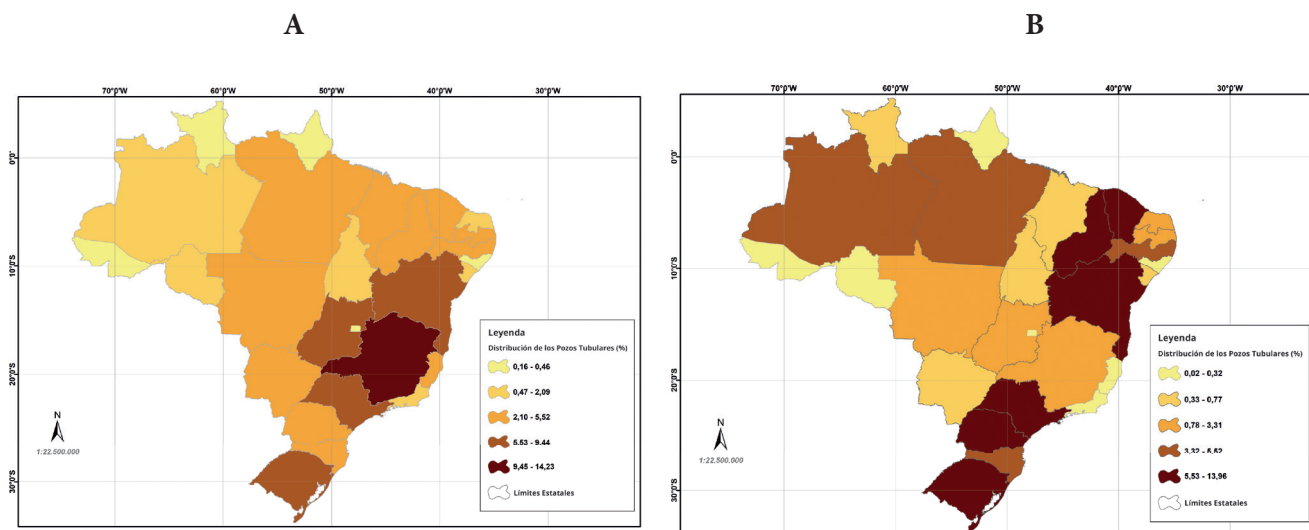 A
B
70°0'W 60°0'W 50°0'W 40°0'W 30°0'W
0°0'
10°0'S
20°0'S
30°0'S
N
1:22.500.000
Leyenda
Distribución de los Pozos Tubulares (%)
0,16 - 0,46
0,47 - 2,09
2,10 - 5,52
5.53 - 9.44
9,45 - 14,23
Límites Estatales
70°0'W 60°0'W 50°0'W 40°0'W 30°0'W
0°0'
10°0'S
20°0'S
30°0'S
N
1:22.500.000
Leyenda
Distribución de los Pozos Tubulares (%)
0,02 - 0,32
0,33 - 0,77
0,78 - 3,31
3,32 - 5,52
5,53 - 13,96
Límites Estatales